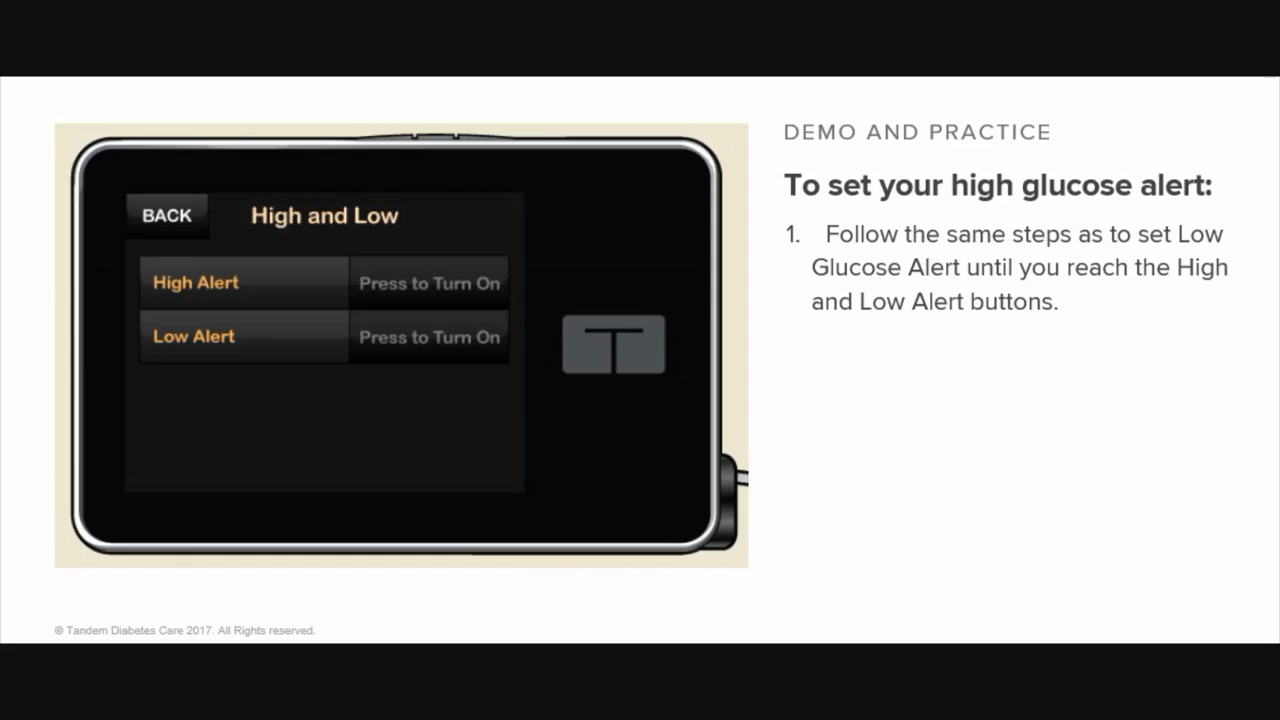 DEMO AND PRACTICE
To set your high glucose alert:
1. Follow the same steps as to set Low
Glucose Alert until you reach the High
and Low Alert buttons.
BACK High and Low
High Alert Press to Turn On
Low Alert Press to Turn On
© Tandem Diabetes Care 2017. All Rights reserved.